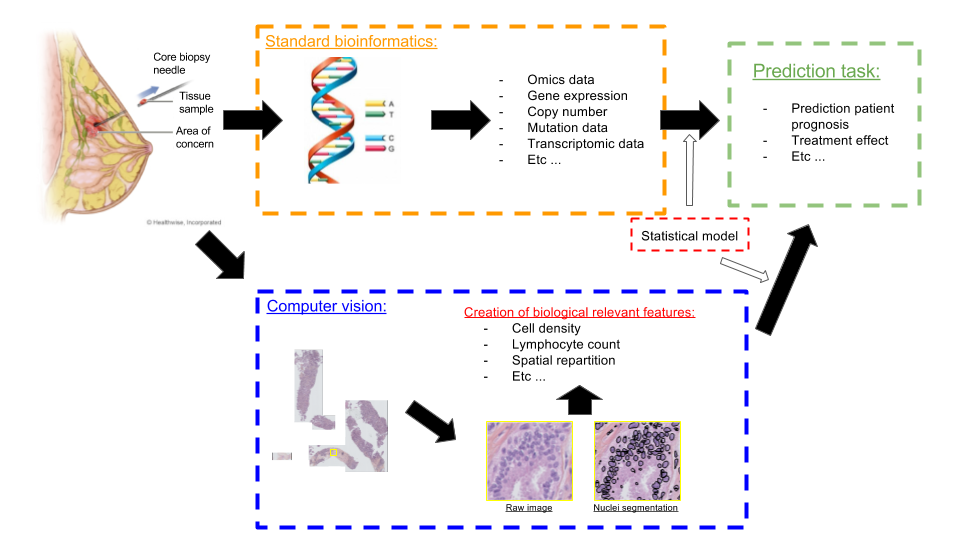 Core biopsy
needle
Tissue
sample
Area of
concern
© Healthwise, Incorporated
Standard bioinformatics:
A
T
C
G
- Omics data
- Gene expression
- Copy number
- Mutation data
- Transcriptomic data
- Etc ...
Prediction task:
- Prediction patient
prognosis
- Treatment effect
- Etc ...
Statistical model
Computer vision:
Creation of biological relevant features:
- Cell density
- Lymphocyte count
- Spatial repartition
- Etc ...
Raw image
Nuclei segmentation